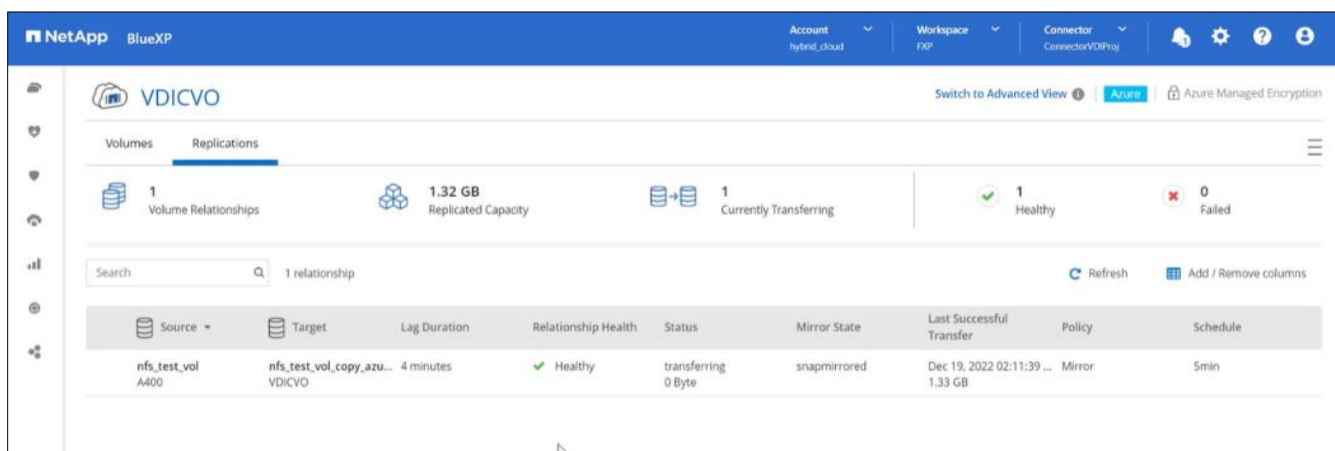 NetApp BlueXP
Account
hybrid_cloud
Workspace
FXP
Connector
ConnectorVDIProj
1
VDICVO
Switch to Advanced View
Azure
Azure Managed Encryption
Volumes Replications
1
Volume Relationships
1.32 GB
Replicated Capacity
1
Currently Transferring
1
Healthy
0
Failed
Search
1 relationship
Refresh
Add / Remove columns
Source Target Lag Duration Relationship Health Status Mirror State Last Successful Transfer Policy Schedule
nfs_test_vol nfs_test_vol_copy_azu... 4 minutes Healthy transferring snapmirrored Dec 19, 2022 02:11:39 ... Mirror 5min
A400 VDICVO 0 Byte 1.33 GB